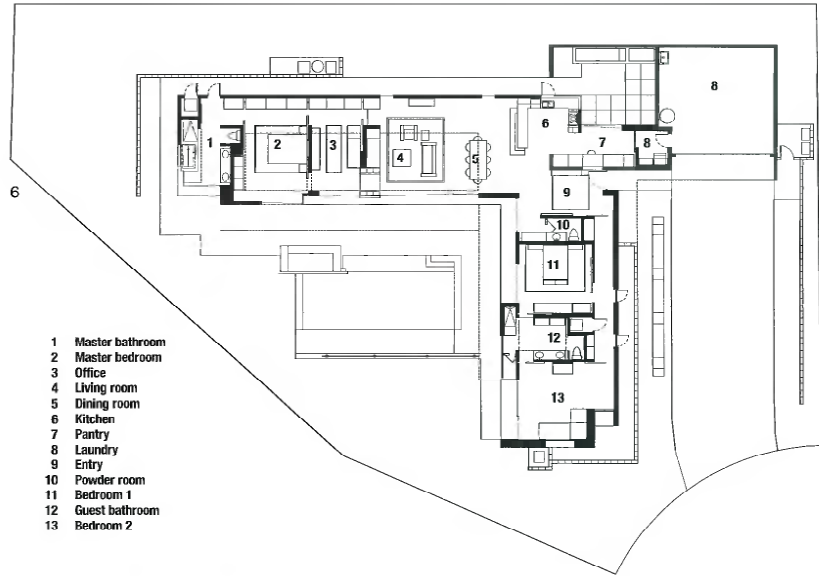 8
6
7
8
1
2
3
4
5
9
6
10
11
12
13
1 Master bathroom
2 Master bedroom
3 Office
4 Living room
5 Dining room
6 Kitchen
7 Pantry
8 Laundry
9 Entry
10 Powder room
11 Bedroom 1
12 Guest bathroom
13 Bedroom 2